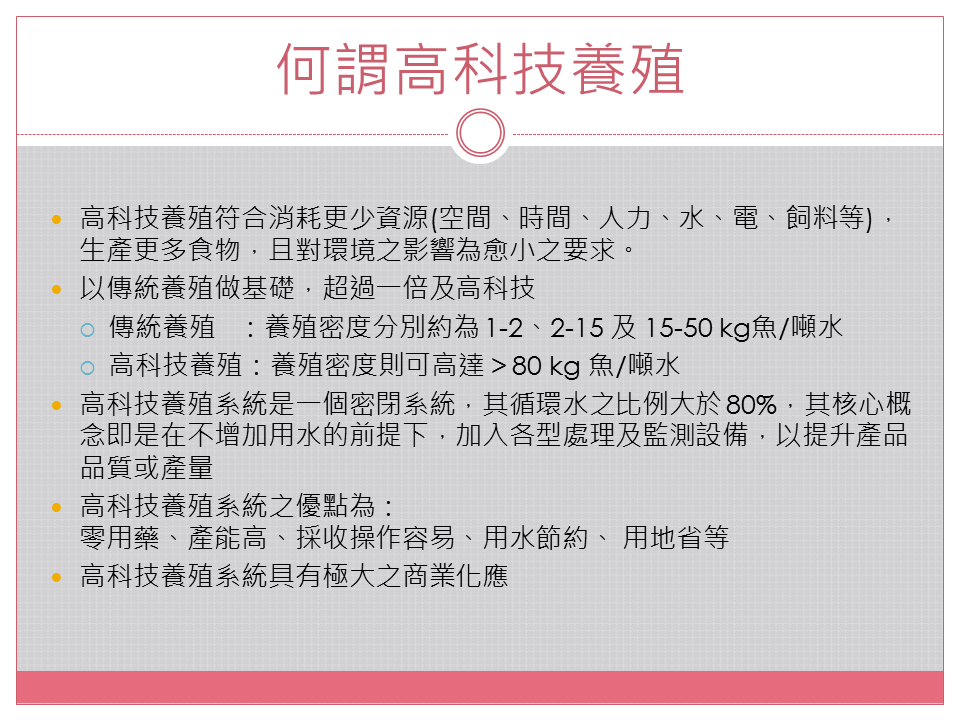 何謂高科技養殖
高科技養殖符合消耗更少資源(空間、時間、人力、水、電、飼料等)，
生產更多食物，且對環境之影響為愈小之要求。
以傳統養殖做基礎，超過一倍及高科技
傳統養殖 ：養殖密度分別約為1-2、2-15 及 15-50 kg魚/噸水
高科技養殖：養殖密度則可高達＞80 kg 魚/噸水
高科技養殖系統是一個密閉系統，其循環水之比例大於80%，其核心概
念即是在不增加用水的前提下，加入各型處理及監測設備，以提升產品
品質或產量
高科技養殖系統之優點為：
零用藥、產能高、採收操作容易、用水節約、 用地省等
高科技養殖系統具有極大之商業化應